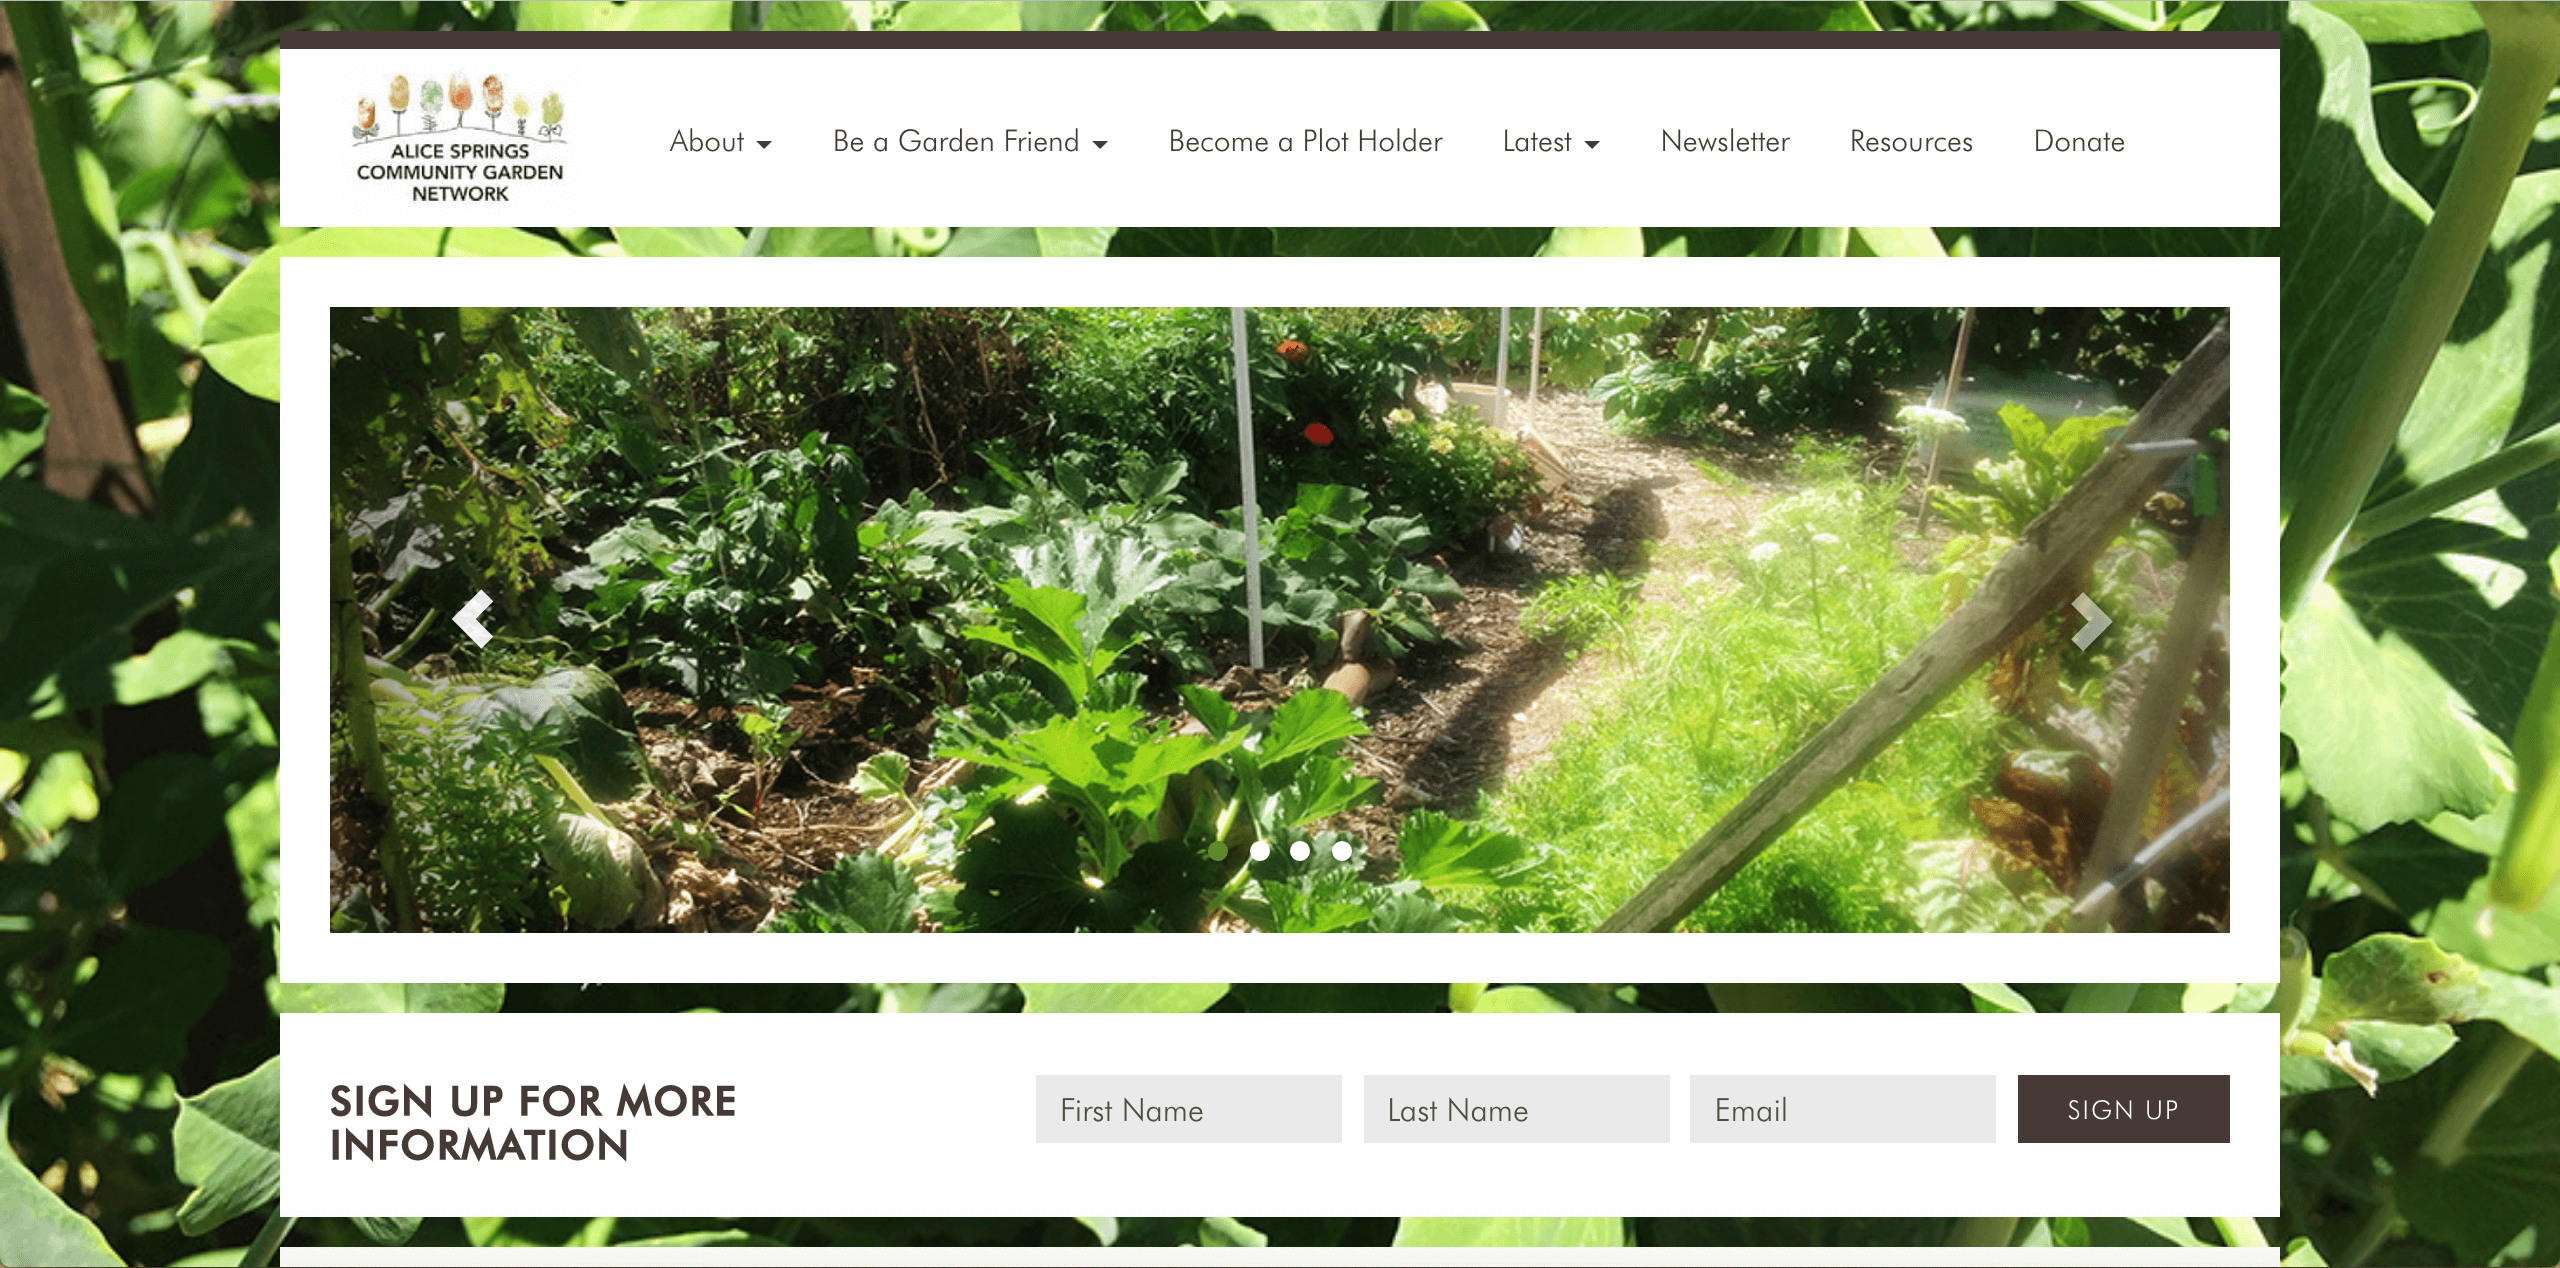 ALICE SPRINGS
COMMUNITY GARDEN
NETWORK
About
Be a Garden Friend
Become a Plot Holder
Latest
Newsletter
Resources
Donate
SIGN UP FOR MORE
INFORMATION
First Name
Last Name
Email
SIGN UP